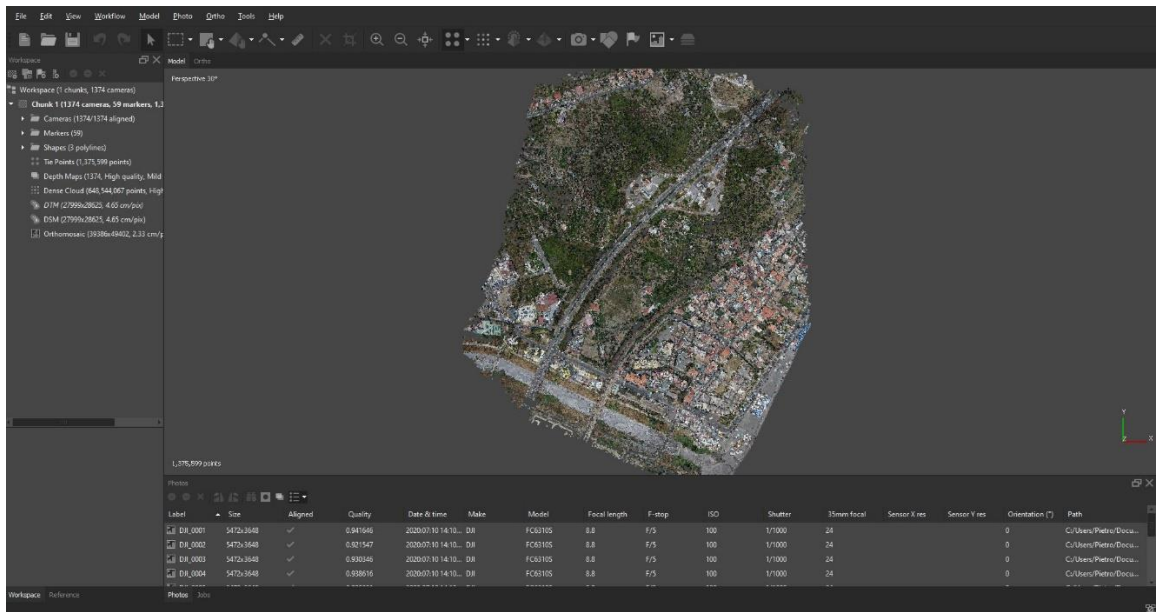 File Edit View Workflow Model Photo Ortho Tools Help
Workspace
Model Ortho
Perspective 30°
Workspace (1 chunks, 1374 cameras)
Chunk 1 (1374 cameras, 59 markers, 1,3
Cameras (1374/1374 aligned)
Markers (59)
Shapes (3 polylines)
Tie Points (1,375,599 points)
Depth Maps (1374, High quality, Mild
Dense Cloud (648,544,067 points, High
DTM (27999x28625, 4.65 cm/pix)
DSM (27999x28625, 4.65 cm/pix)
Orthomosaic (39386x49402, 2.33 cm/p
Y
X
Z
1,375,599 points
Photos
Label Size Aligned Quality Date & time Make Model Focal length F-stop ISO Shutter 35mm focal Sensor X res Sensor Y res Orientation (°) Path
DJI_0001 5472x3648 0.941646 2020:07:10 14:10... DJI FC6310S 8.8 F/5 100 1/1000 24 0 C:/Users/Pietro/Docu...
DJI_0002 5472x3648 0.921547 2020:07:10 14:10... DJI FC6310S 8.8 F/5 100 1/1000 24 0 C:/Users/Pietro/Docu...
DJI_0003 5472x3648 0.930346 2020:07:10 14:10... DJI FC6310S 8.8 F/5 100 1/1000 24 0 C:/Users/Pietro/Docu...
DJI_0004 5472x3648 0.938616 2020:07:10 14:10... DJI FC6310S 8.8 F/5 100 1/1000 24 0 C:/Users/Pietro/Docu...
Workspace Reference
Photos Jobs